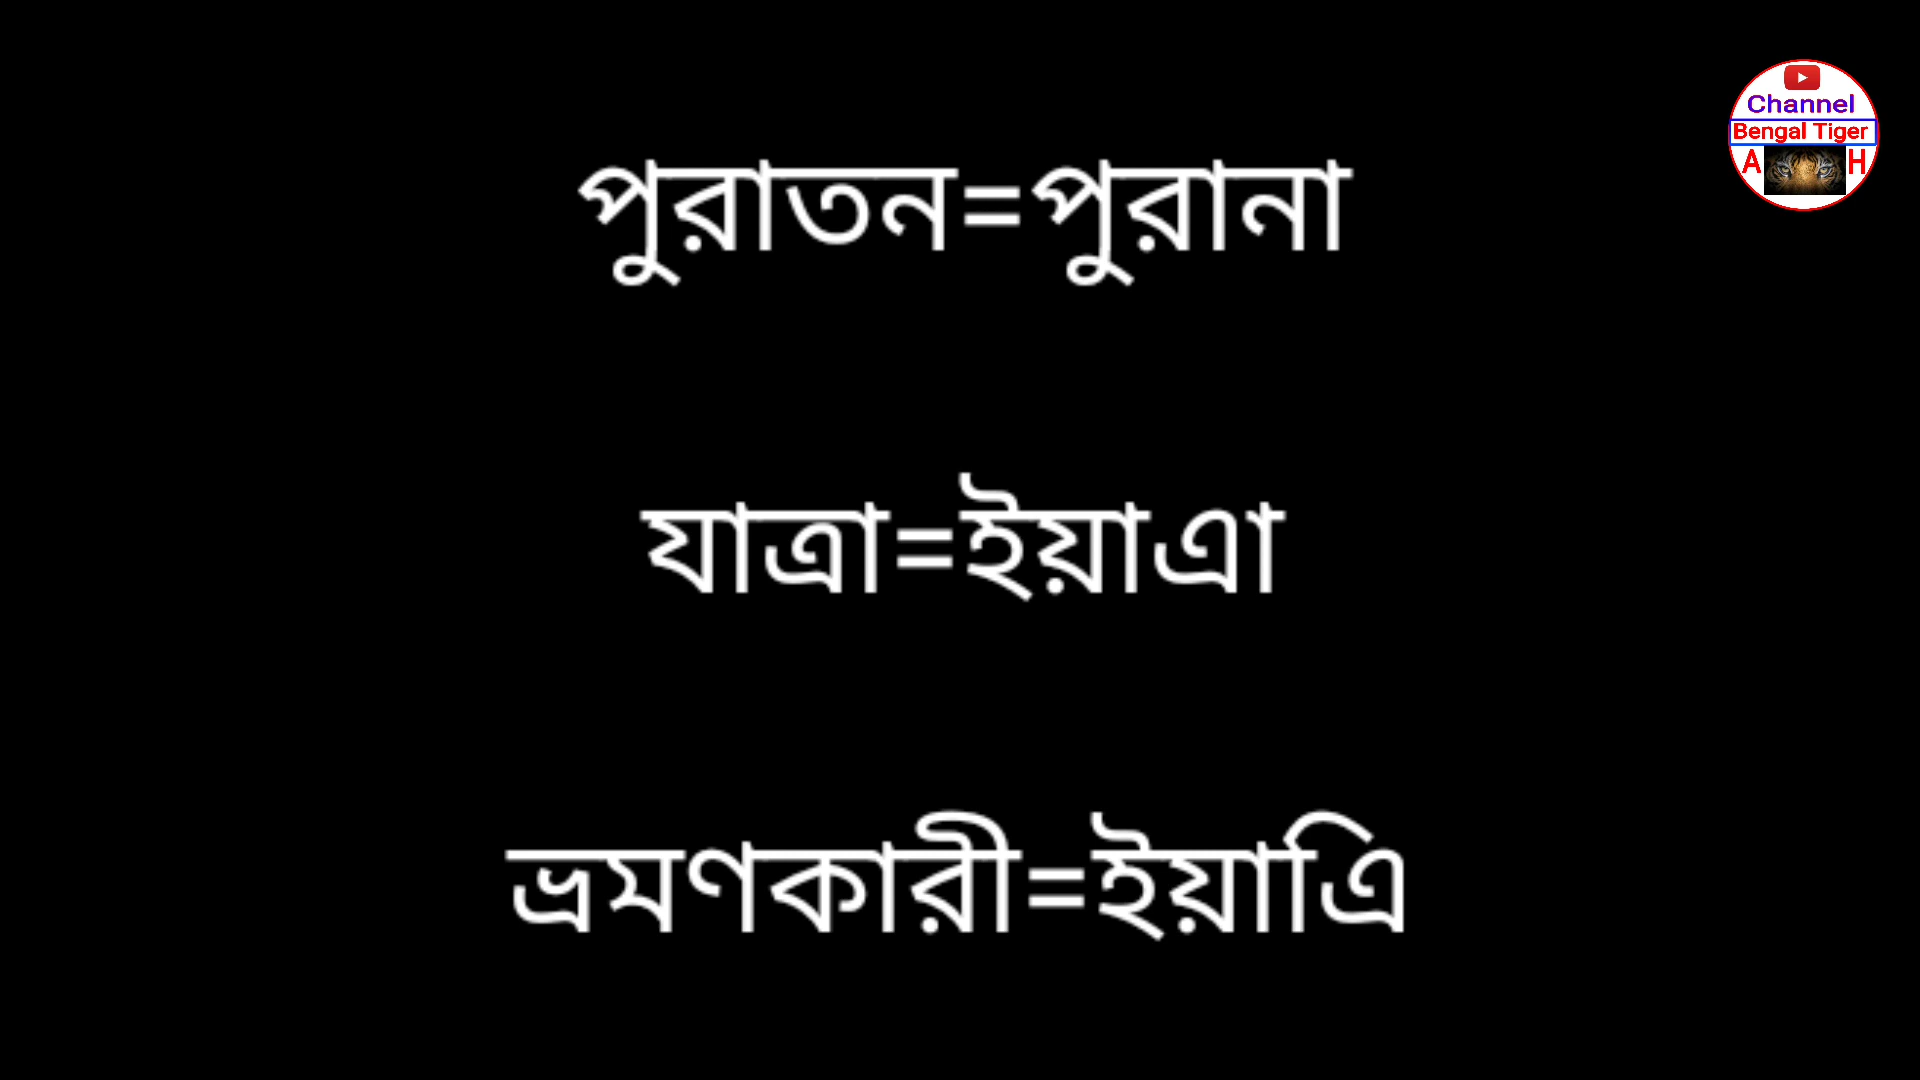 পুরাতন=পুরানা
Channel
Bengal Tiger
A H
যাত্রা=ইয়াএা
ভ্রমণকারী=ইয়াএি